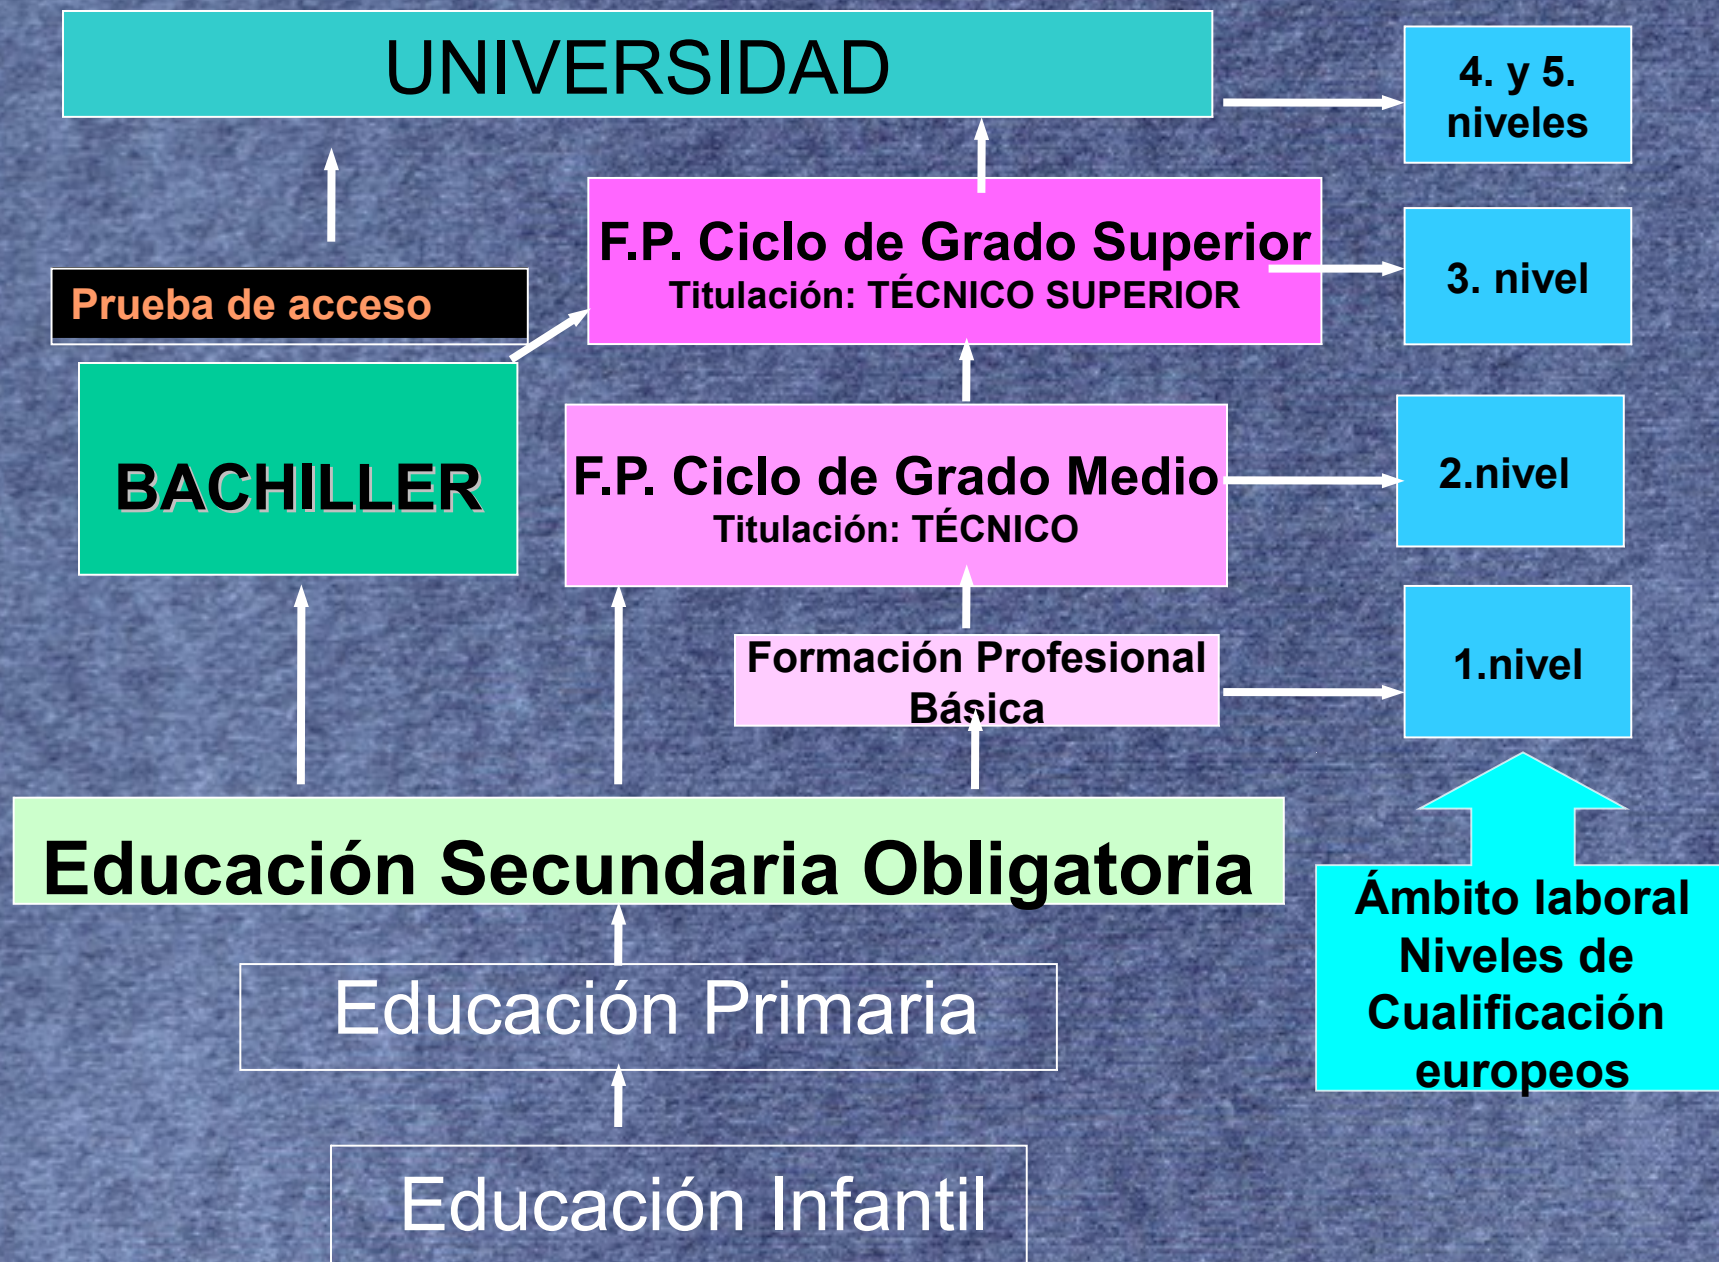 UNIVERSIDAD
4. y 5.
niveles
F.P. Ciclo de Grado Superior
Titulación: TÉCNICO SUPERIOR
3. nivel
Prueba de acceso
BACHILLER
F.P. Ciclo de Grado Medio
Titulación: TÉCNICO
2.nivel
Formación Profesional
Básica
1.nivel
Educación Secundaria Obligatoria
Ámbito laboral
Niveles de
Cualificación
europeos
Educación Primaria
Educación Infantil